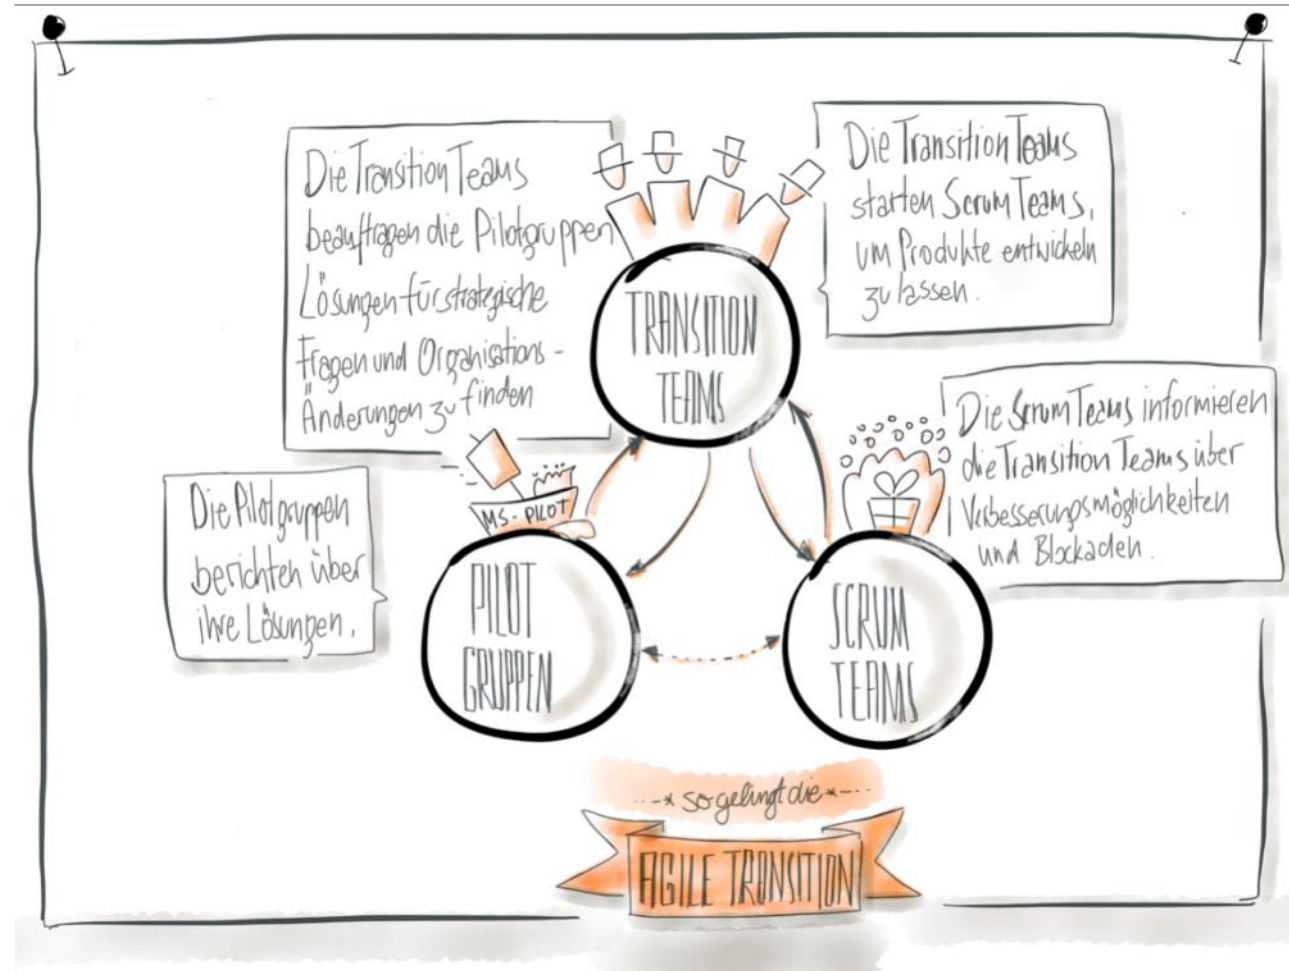 Die Transition Teams
beauftragen die Pilotgruppen
Lösungen für strategische
Fragen und Organisations-
Änderungen zu finden
Die Transition Teams
starten Scrum Teams,
um Produkte entwickeln
zu lassen.
TRANSITION
TEAMS
Die Scrum Teams informieren
die Transition Teams über
Verbesserungsmöglichkeiten
und Blockaden.
Die Pilotgruppen
berichten über
ihre Lösungen.
MS-PILOT
PILOT
GRUPPEN
SCRUM
TEAMS
so gelingt die
AGILE TRANSITION